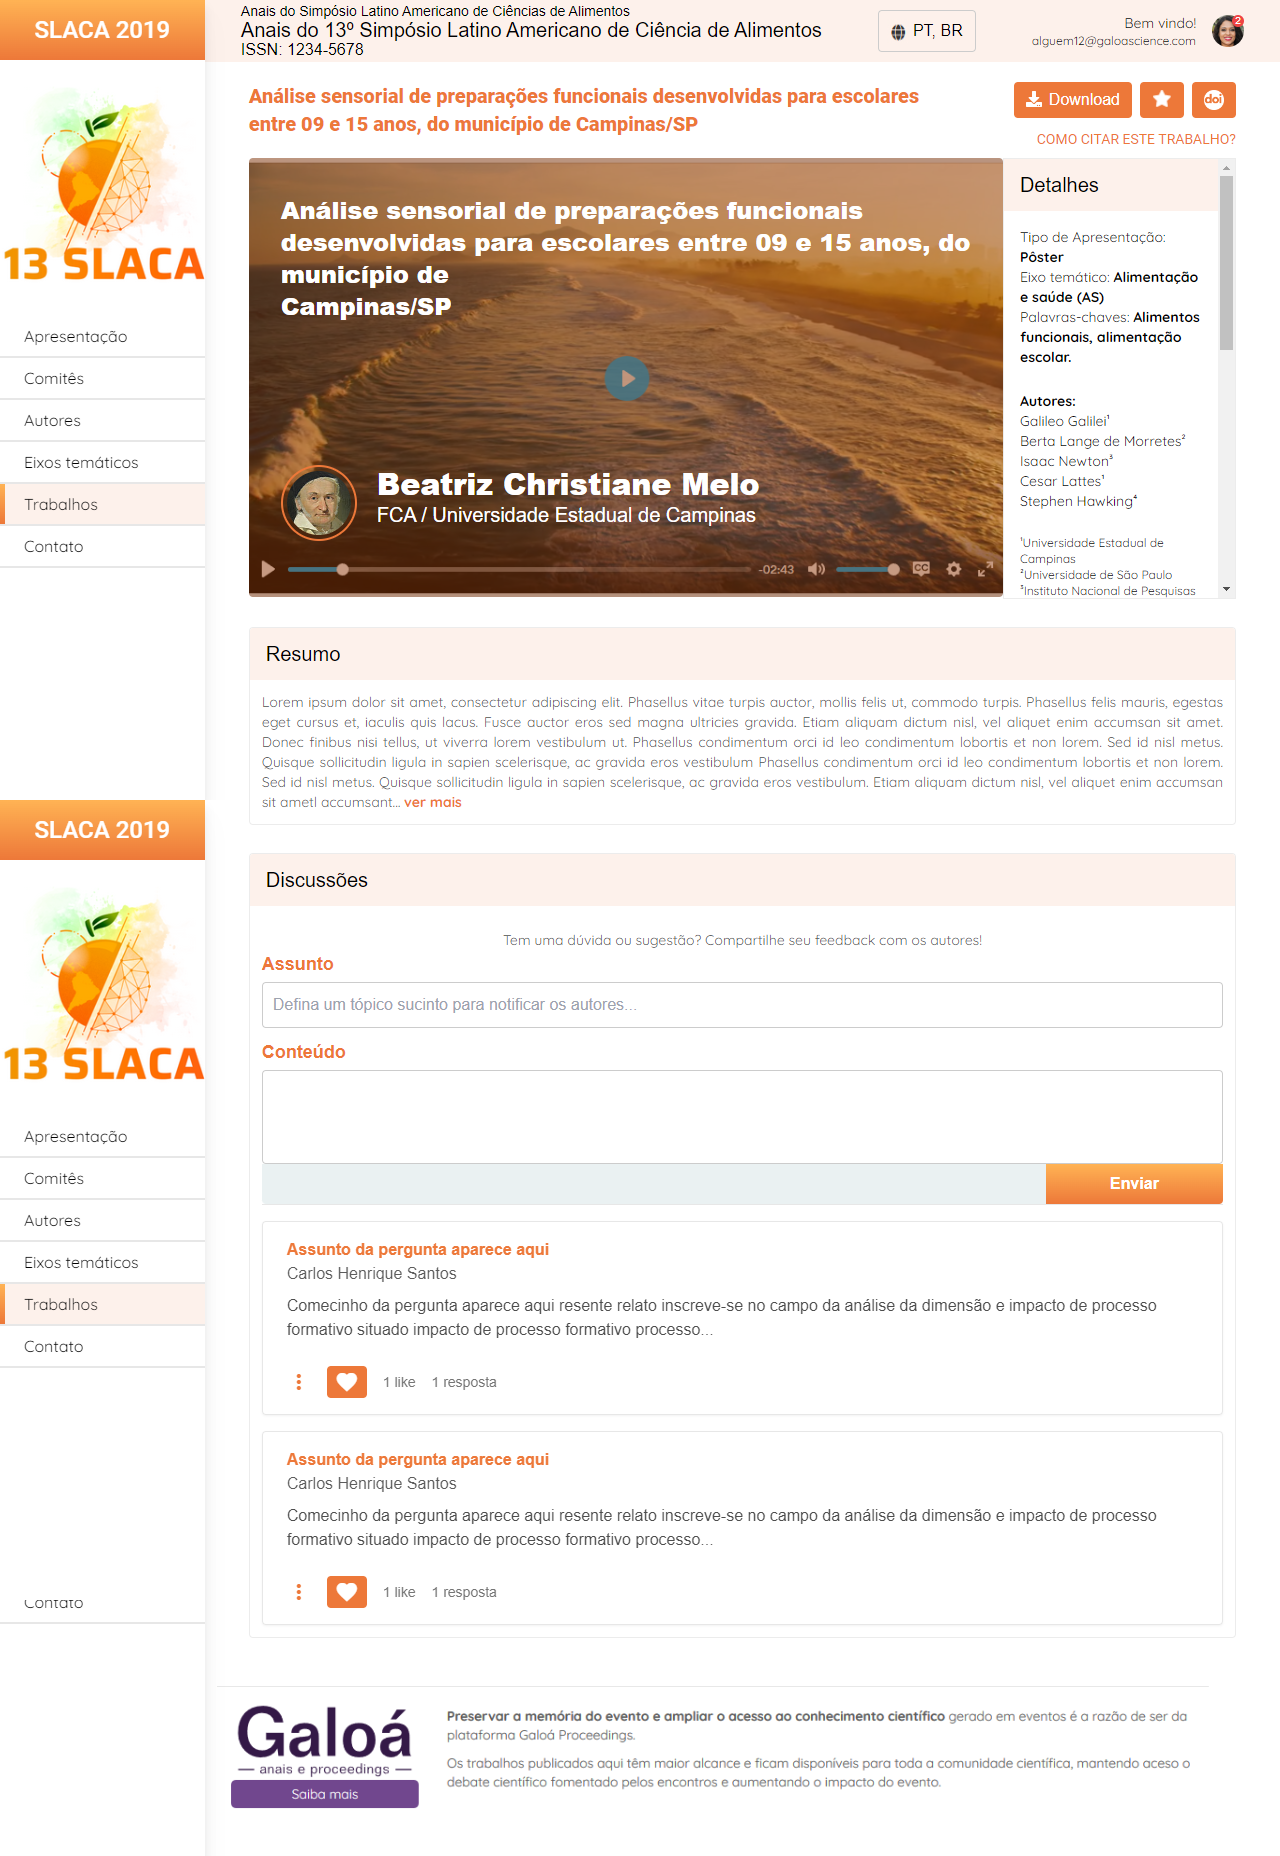 SLACA 2019
13 SLACA
Apresentação
Comitês
Autores
Eixos temáticos
Trabalhos
Contato
Anais do Simpósio Latino Americano de Ciências de Alimentos
Anais do 13º Simpósio Latino Americano de Ciência de Alimentos
ISSN: 1234-5678
PT, BR
Bem vindo!
alguem12@galoascience.com
2
Análise sensorial de preparações funcionais desenvolvidas para escolares
entre 09 e 15 anos, do município de Campinas/SP
Download
doi
COMO CITAR ESTE TRABALHO?
Análise sensorial de preparações funcionais
desenvolvidas para escolares entre 09 e 15 anos, do
município de
Campinas/SP
Beatriz Christiane Melo
FCA / Universidade Estadual de Campinas
-02:43
CC
Detalhes
Tipo de Apresentação:
Pôster
Eixo temático: Alimentação
e saúde (AS)
Palavras-chaves: Alimentos
funcionais, alimentação
escolar.
Autores:
Galileo Galilei¹
Berta Lange de Morretes²
Isaac Newton³
Cesar Lattes¹
Stephen Hawking⁴
¹Universidade Estadual de
Campinas
²Universidade de São Paulo
³Instituto Nacional de Pesquisas
Resumo
Lorem ipsum dolor sit amet, consectetur adipiscing elit. Phasellus vitae turpis auctor, mollis felis ut, commodo turpis. Phasellus felis mauris, egestas
eget cursus et, iaculis quis lacus. Fusce auctor eros sed magna ultricies gravida. Etiam aliquam dictum nisl, vel aliquet enim accumsan sit amet.
Donec finibus nisi tellus, ut viverra lorem vestibulum ut. Phasellus condimentum orci id leo condimentum lobortis et non lorem. Sed id nisl metus.
Quisque sollicitudin ligula in sapien scelerisque, ac gravida eros vestibulum Phasellus condimentum orci id leo condimentum lobortis et non lorem.
Sed id nisl metus. Quisque sollicitudin ligula in sapien scelerisque, ac gravida eros vestibulum. Etiam aliquam dictum nisl, vel aliquet enim accumsan
sit ametl accumsant... ver mais
SLACA 2019
13 SLACA
Apresentação
Comitês
Autores
Eixos temáticos
Trabalhos
Contato
Contato
Discussões
Tem uma dúvida ou sugestão? Compartilhe seu feedback com os autores!
Assunto
Defina um tópico sucinto para notificar os autores...
Conteúdo
Enviar
Assunto da pergunta aparece aqui
Carlos Henrique Santos
Comecinho da pergunta aparece aqui resente relato inscreve-se no campo da análise da dimensão e impacto de processo
formativo situado impacto de processo formativo processo...
1 like 1 resposta
Assunto da pergunta aparece aqui
Carlos Henrique Santos
Comecinho da pergunta aparece aqui resente relato inscreve-se no campo da análise da dimensão e impacto de processo
formativo situado impacto de processo formativo processo...
1 like 1 resposta
Galoá
anais e proceedings
Saiba mais
Preservar a memória do evento e ampliar o acesso ao conhecimento científico gerado em eventos é a razão de ser da
plataforma Galoá Proceedings.
Os trabalhos publicados aqui têm maior alcance e ficam disponíveis para toda a comunidade científica, mantendo aceso o
debate científico fomentado pelos encontros e aumentando o impacto do evento.